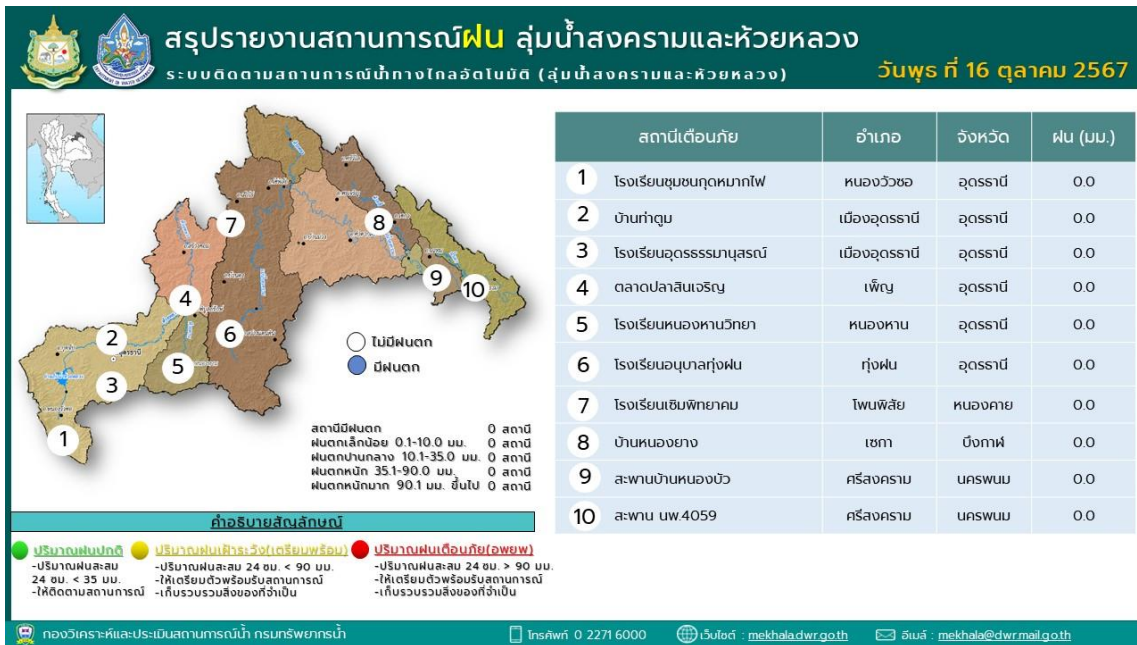 สรุปรายงานสถานการณ์ฝน ลุ่มน้ำสงครามและห้วยหลวง
ระบบติดตามสถานการณ์น้ำทางไกลอัตโนมัติ (ลุ่มน้ำสงครามและห้วยหลวง)
วันพุธ ที่ 16 ตุลาคม 2567
7
8
9
10
4
6
2
5
3
1
ไม่มีฝนตก
มีฝนตก
สถานีมีฝนตก 0 สถานี
ฝนตกเล็กน้อย 0.1-10.0 มม. 0 สถานี
ฝนตกปานกลาง 10.1-35.0 มม. 0 สถานี
ฝนตกหนัก 35.1-90.0 มม. 0 สถานี
ฝนตกหนักมาก 90.1 มม. ขึ้นไป 0 สถานี
สถานีเตือนภัย อำเภอ จังหวัด ฝน (มม.)
1 โรงเรียนชุมชนกุดหมากไฟ หนองวัวซอ อุดรธานี 0.0
2 บ้านท่าตูม เมืองอุดรธานี อุดรธานี 0.0
3 โรงเรียนอุดรธรรมานุสรณ์ เมืองอุดรธานี อุดรธานี 0.0
4 ตลาดปลาสินเจริญ เพ็ญ อุดรธานี 0.0
5 โรงเรียนหนองหานวิทยา หนองหาน อุดรธานี 0.0
6 โรงเรียนอนุบาลทุ่งฝน ทุ่งฝน อุดรธานี 0.0
7 โรงเรียนเซิมพิทยาคม โพนพิสัย หนองคาย 0.0
8 บ้านหนองยาง เซกา บึงกาฬ 0.0
9 สะพานบ้านหนองบัว ศรีสงคราม นครพนม 0.0
10 สะพาน นพ.4059 ศรีสงคราม นครพนม 0.0
คำอธิบายสัญลักษณ์
ปริมาณฝนปกติ
-ปริมาณฝนสะสม
24 ชม. < 35 มม.
-ให้ติดตามสถานการณ์
ปริมาณฝนเฝ้าระวัง(เตรียมพร้อม)
-ปริมาณฝนสะสม 24 ชม. < 90 มม.
-ให้เตรียมตัวพร้อมรับสถานการณ์
-เก็บรวบรวมสิ่งของที่จำเป็น
ปริมาณฝนเตือนภัย(อพยพ)
-ปริมาณฝนสะสม 24 ชม. > 90 มม.
-ให้เตรียมตัวพร้อมรับสถานการณ์
-เก็บรวบรวมสิ่งของที่จำเป็น
กองวิเคราะห์และประเมินสถานการณ์น้ำ กรมทรัพยากรน้ำ
โทรศัพท์ 0 2271 6000
เว็บไซต์ : mekhala.dwr.go.th
อีเมล์ : mekhala@dwr.mail.go.th